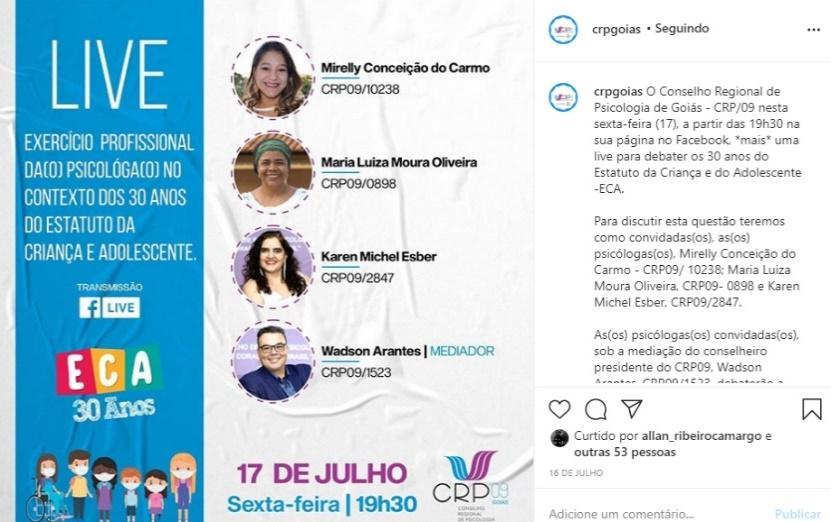 LIVE
EXERCÍCIO PROFISSIONAL
DA(O) PSICOLÓGA(O) NO
CONTEXTO DOS 30 ANOS
DO ESTATUTO DA
CRIANÇA E ADOLESCENTE.
TRANSMISSÃO
f LIVE
ECA
30 Anos
Mirelly Conceição do Carmo
CRP09/10238
Maria Luiza Moura Oliveira
CRP09/0898
Karen Michel Esber
CRP09/2847
Wadson Arantes | MEDIADOR
CRP09/1523
17 DE JULHO
Sexta-feira | 19h30
CRP09
GOIÁS
CONSELHO
REGIONAL
DE PSICOLOGIA
crpgoias • Seguindo
crpgoias O Conselho Regional de
Psicologia de Goiás - CRP/09 nesta
sexta-feira (17), a partir das 19h30 na
sua página no Facebook, *mais* uma
live para debater os 30 anos do
Estatuto da Criança e do Adolescente
-ECA.
Para discutir esta questão teremos
como convidadas(os), as(os)
psicólogas(os), Mirelly Conceição do
Carmo - CRP09/ 10238; Maria Luiza
Moura Oliveira, CRP09- 0898 e Karen
Michel Esber, CRP09/2847.
As(os) psicólogas(os) convidadas(os),
sob a mediação do conselheiro
presidente do CRP09, Wadson
Arantes, CRP09/1523, debaterão a
Curtido por allan_ribeirocamargo e
outras 53 pessoas
16 DE JULHO
Adicione um comentário...
Publicar